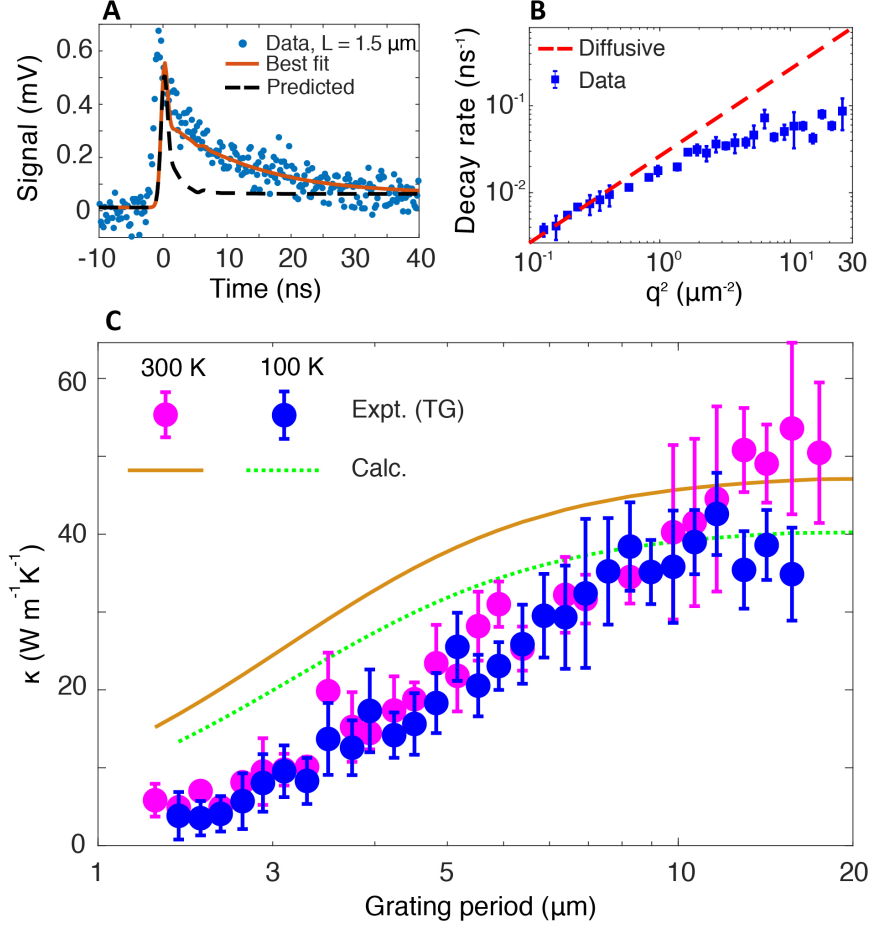 A
Signal (mV)
0.6
0.4
0.2
0
-10 0 10 20 30 40
Time (ns)
Data, L = 1.5 µm
Best fit
Predicted
B
Decay rate (ns-1)
10-1
10-2
10-1 100 101 30
q2 (µm-2)
Diffusive
Data
C
300 K 100 K
Expt. (TG)
Calc.
κ (W m-1K-1)
60
40
20
0
1 3 5 10 20
Grating period (µm)